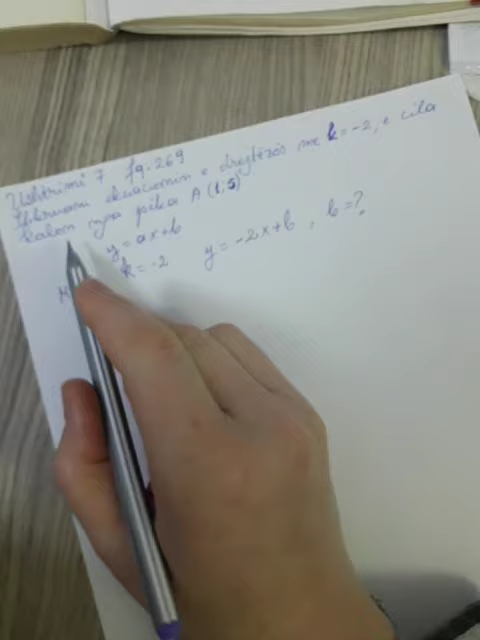 Ushtrimi 7 fq. 269
Shkruani ekuacionin e drejtëzës me k = -2, e cila
kalon nga pika A (1; 5)
y = ax + b
k = -2 y = -2x + b , b = ?